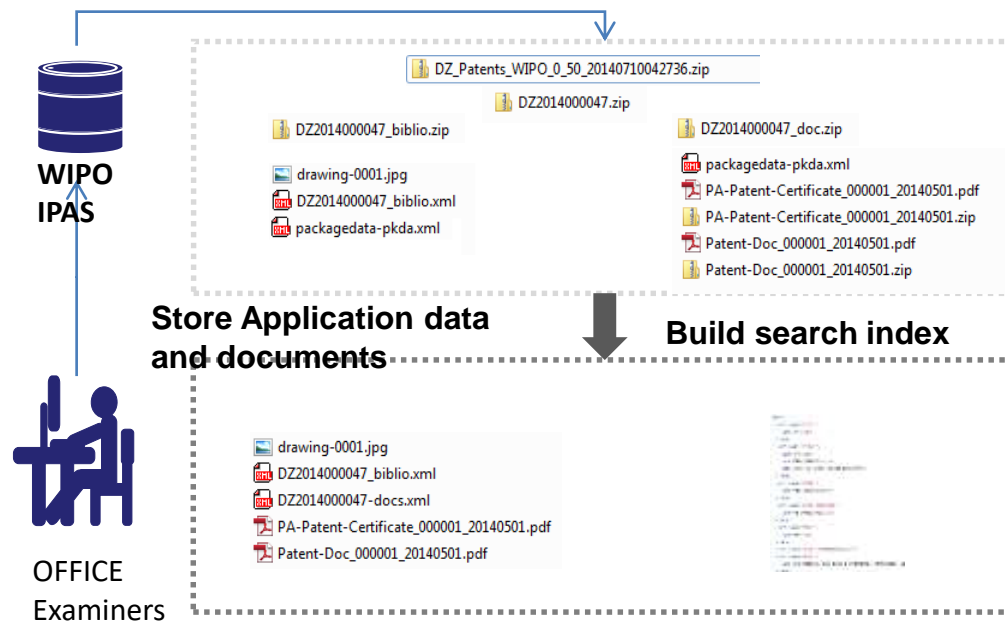 DZ_Patents_WIPO_0_50_20140710042736.zip
DZ2014000047.zip
DZ2014000047_biblio.zip
DZ2014000047_doc.zip
drawing-0001.jpg
DZ2014000047_biblio.xml
packagedata-pkda.xml
packagedata-pkda.xml
PA-Patent-Certificate_000001_20140501.pdf
PA-Patent-Certificate_000001_20140501.zip
Patent-Doc_000001_20140501.pdf
Patent-Doc_000001_20140501.zip
WIPO
IPAS
Store Application data
and documents
Build search index
drawing-0001.jpg
DZ2014000047_biblio.xml
DZ2014000047-docs.xml
PA-Patent-Certificate_000001_20140501.pdf
Patent-Doc_000001_20140501.pdf
OFFICE
Examiners